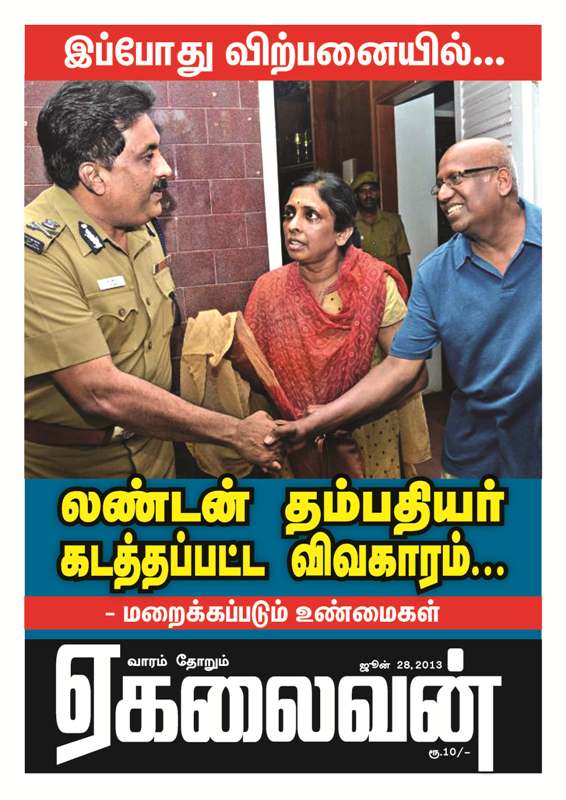 இப்போது விற்பனையில்...
லண்டன் தம்பதியர்
கடத்தப்பட்ட விவகாரம்...
- மறைக்கப்படும் உண்மைகள்
வாரம் தோறும்
ஜூன் 28,2013
ஏகலைவன்
ரூ.10/-